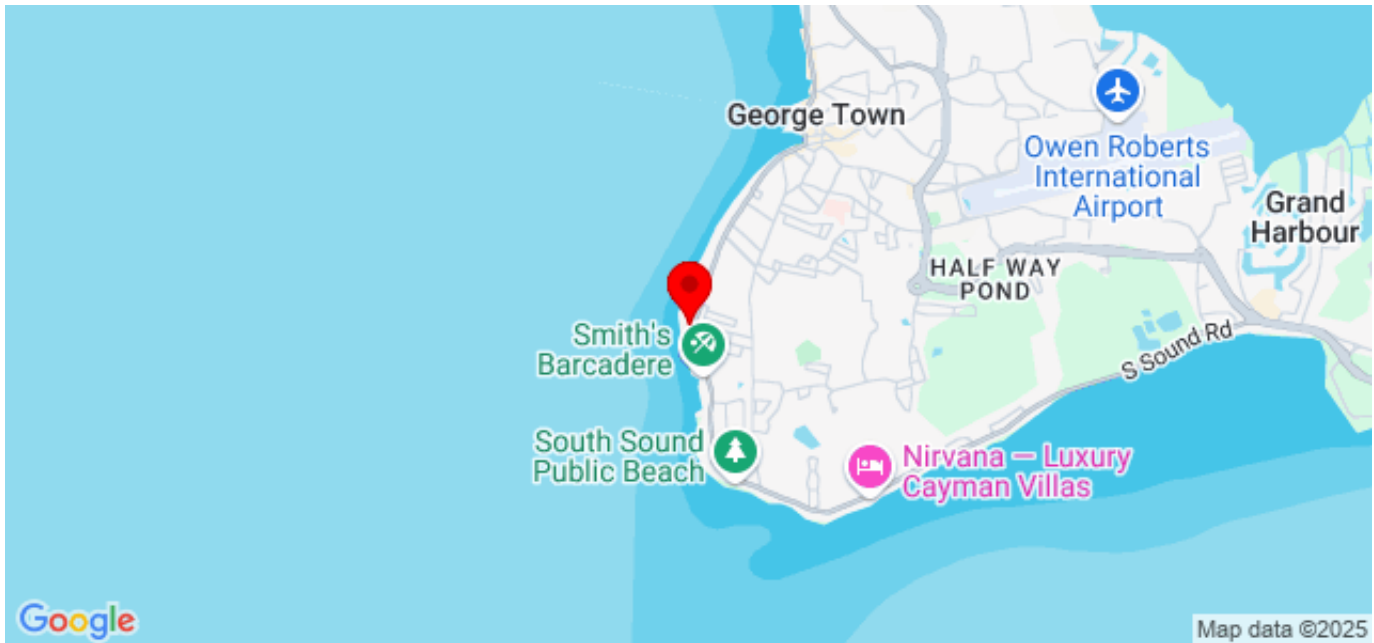 George Town
Owen Roberts
International
Airport
Grand
Harbour
HALF WAY
POND
Smith's
Barcadere
S Sound Rd
South Sound
Public Beach
Nirvana — Luxury
Cayman Villas
Google
Map data ©2025